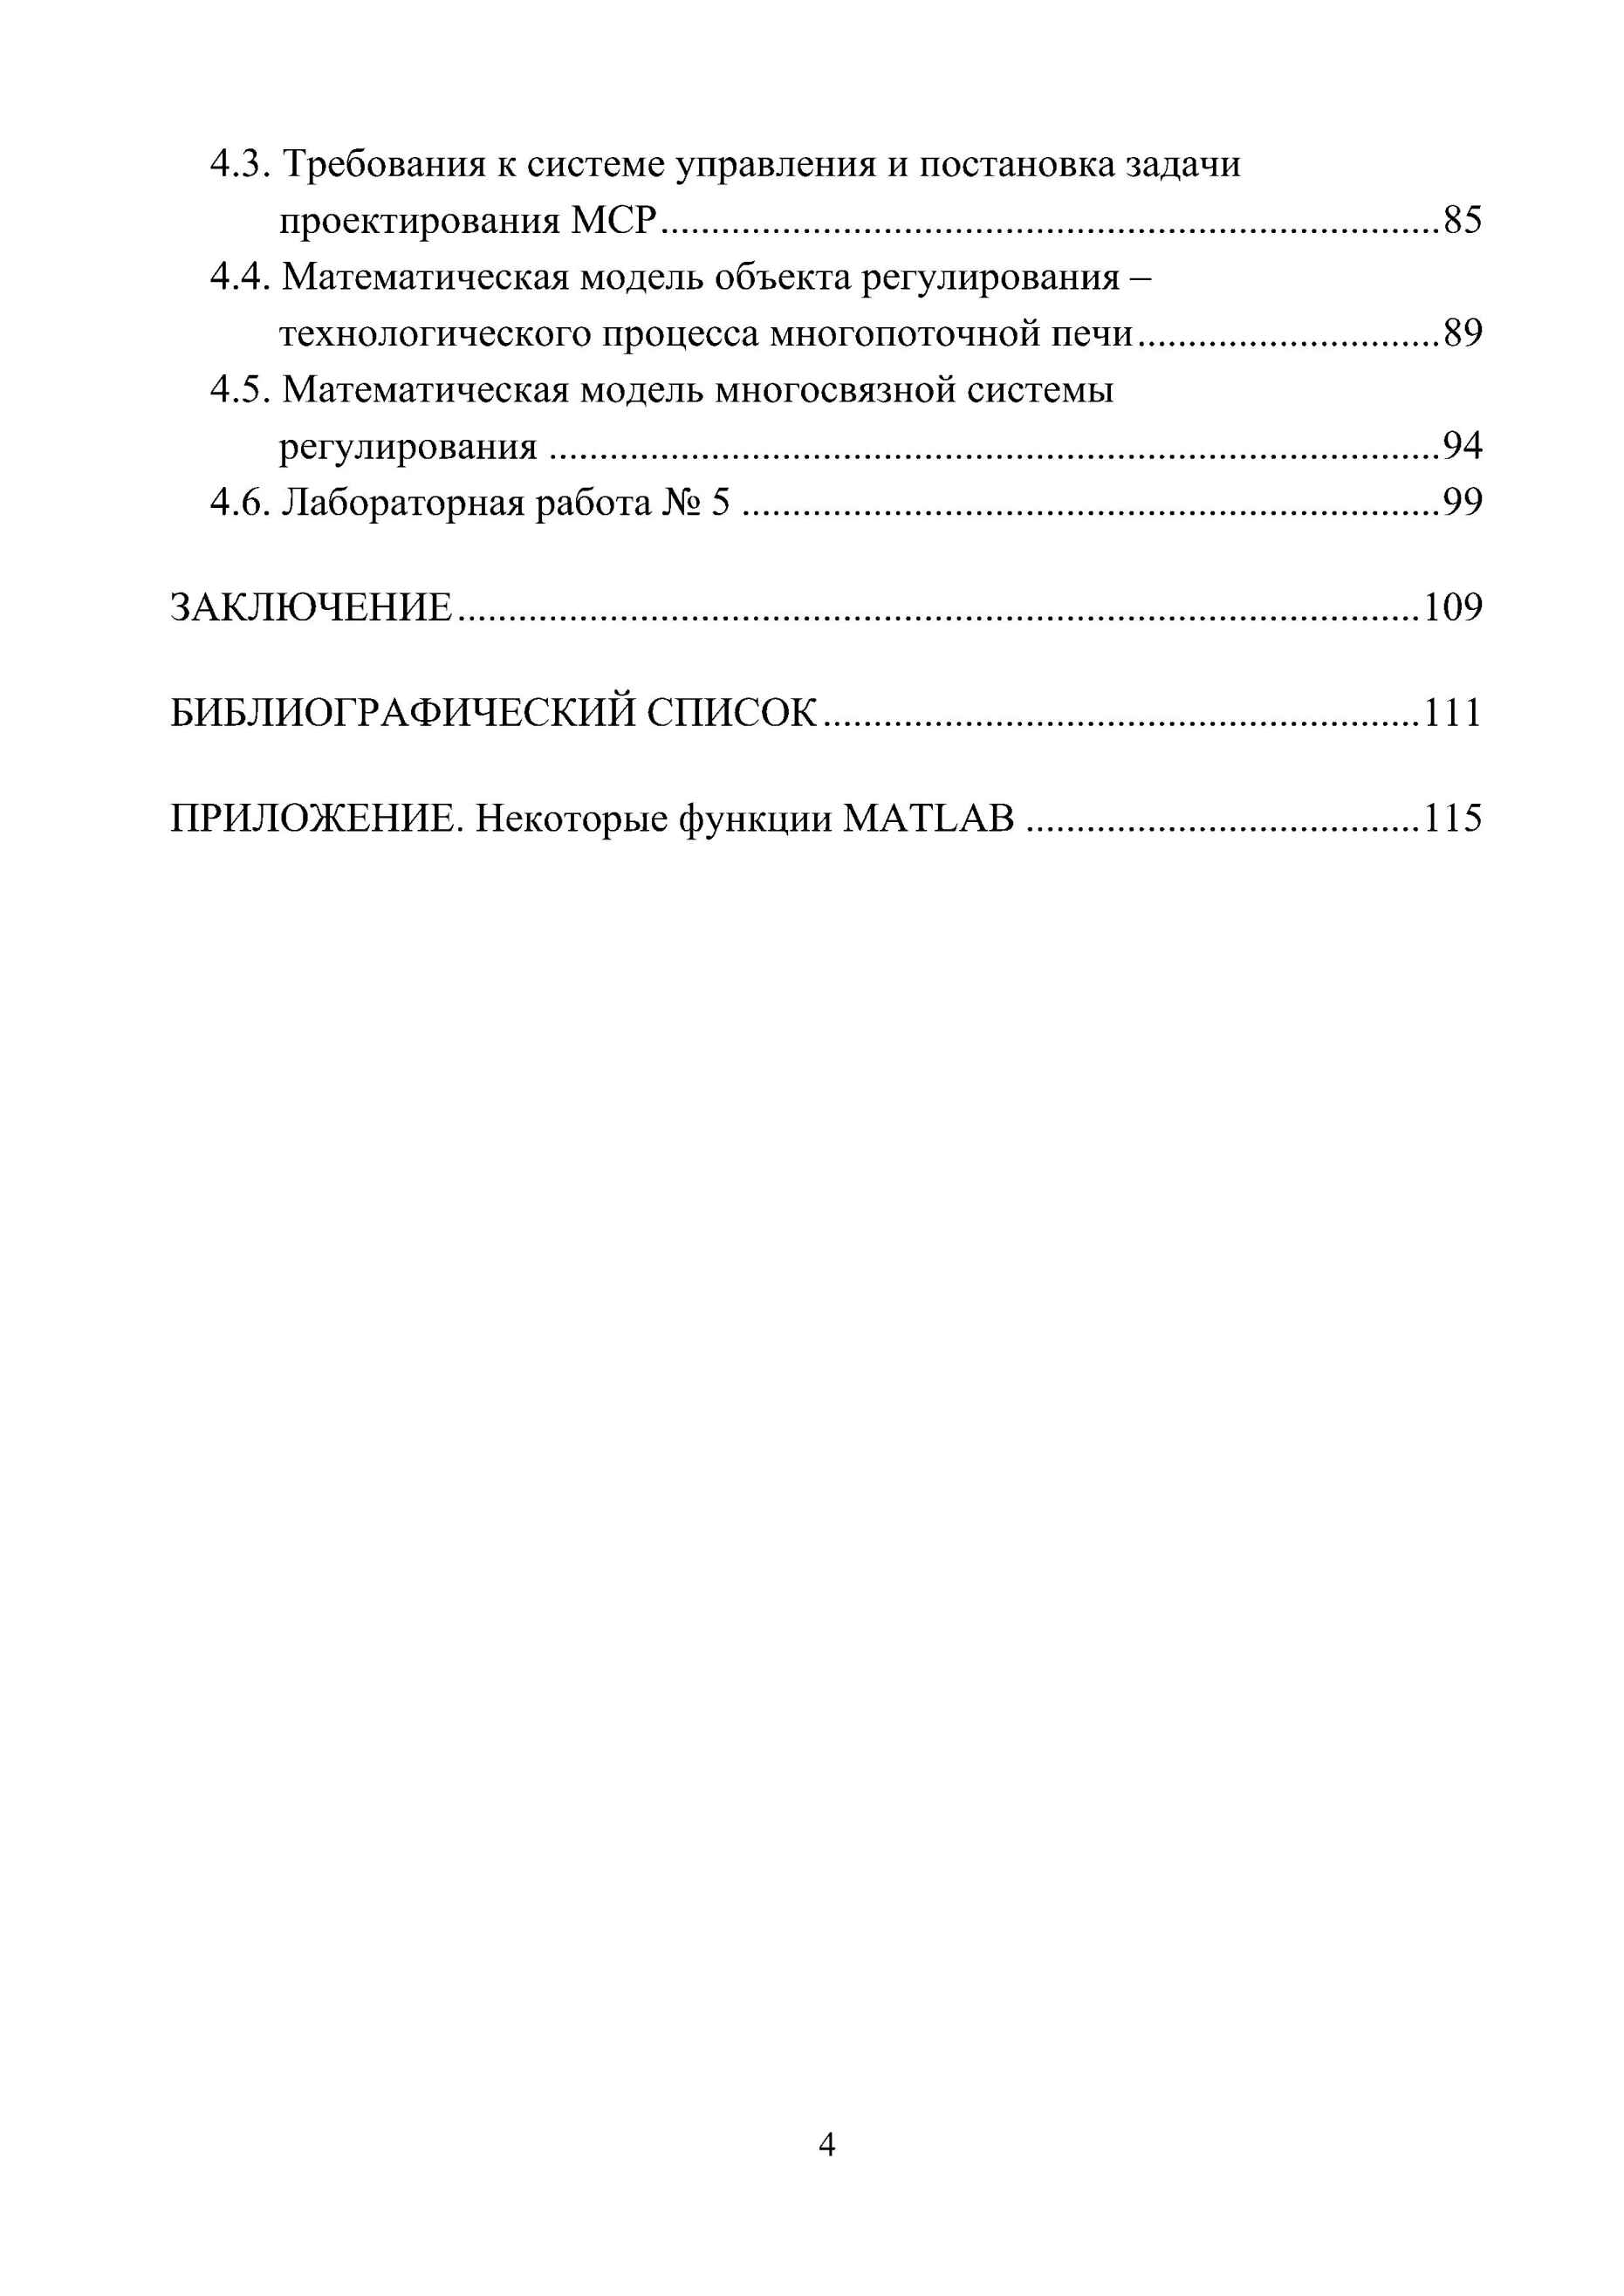 4.3. Требования к системе управления и постановка задачи
проектирования МСР..............................................................................85
4.4. Математическая модель объекта регулирования –
технологического процесса многопоточной печи..............................89
4.5. Математическая модель многосвязной системы
регулирования .........................................................................................94
4.6. Лабораторная работа № 5 ......................................................................99
ЗАКЛЮЧЕНИЕ................................................................................................109
БИБЛИОГРАФИЧЕСКИЙ СПИСОК............................................................111
ПРИЛОЖЕНИЕ. Некоторые функции MATLAB .......................................115
4